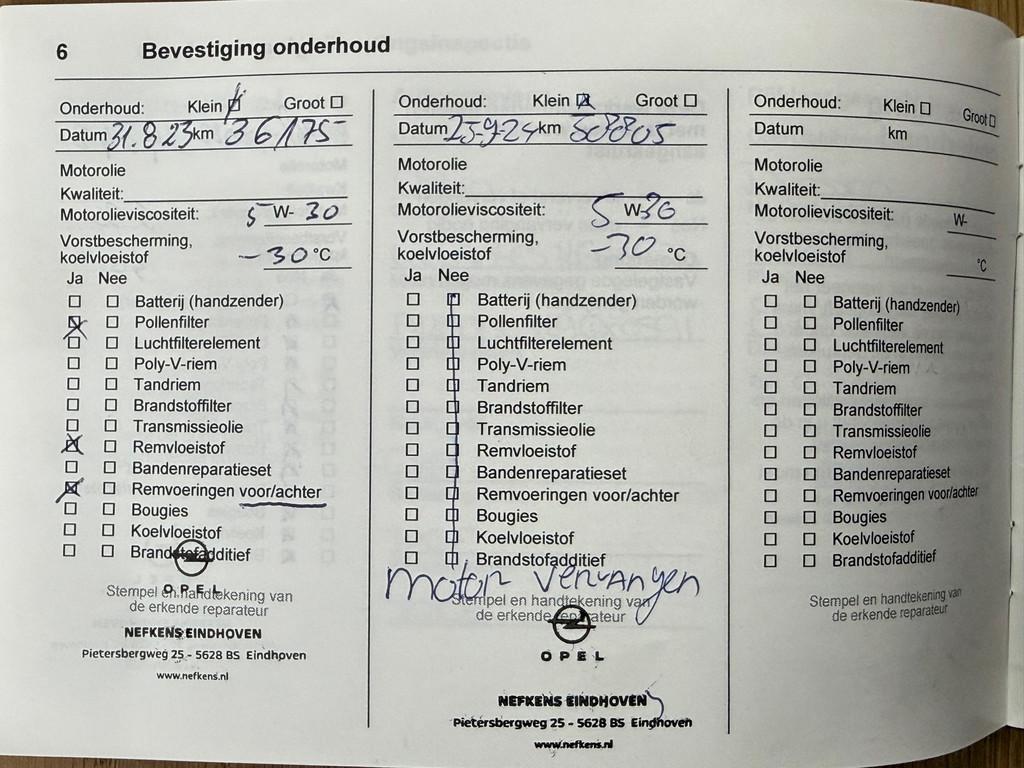 6 Bevestiging onderhoud
Onderhoud: Klein Groot
Datum 31.8.23 km 36175
Motorolie
Kwaliteit:
Motorolieviscositeit: 5 W- 30
Vorstbescherming,
koelvloeistof -30 °C
Ja Nee
Batterij (handzender)
Pollenfilter
Luchtfilterelement
Poly-V-riem
Tandriem
Brandstoffilter
Transmissieolie
Remvloeistof
Bandenreparatieset
Remvoeringen voor/achter
Bougies
Koelvloeistof
Brandstofadditief
OPEL
Stempel en handtekening van
de erkende reparateur
NEFKENS EINDHOVEN
Pietersbergweg 25 - 5628 BS Eindhoven
www.nefkens.nl
Onderhoud: Klein Groot
Datum 25-9-24 km 50805
Motorolie
Kwaliteit:
Motorolieviscositeit: 5 W-30
Vorstbescherming,
koelvloeistof -30 °C
Ja Nee
Batterij (handzender)
Pollenfilter
Luchtfilterelement
Poly-V-riem
Tandriem
Brandstoffilter
Transmissieolie
Remvloeistof
Bandenreparatieset
Remvoeringen voor/achter
Bougies
Koelvloeistof
Brandstofadditief
motor vervangen
Stempel en handtekening van
de erkende reparateur
OPEL
NEFKENS EINDHOVEN
Pietersbergweg 25 - 5628 BS Eindhoven
www.nefkens.nl
Onderhoud: Klein Groot
Datum km
Motorolie
Kwaliteit:
Motorolieviscositeit: W-
Vorstbescherming,
koelvloeistof °C
Ja Nee
Batterij (handzender)
Pollenfilter
Luchtfilterelement
Poly-V-riem
Tandriem
Brandstoffilter
Transmissieolie
Remvloeistof
Bandenreparatieset
Remvoeringen voor/achter
Bougies
Koelvloeistof
Brandstofadditief
Stempel en handtekening van
de erkende reparateur